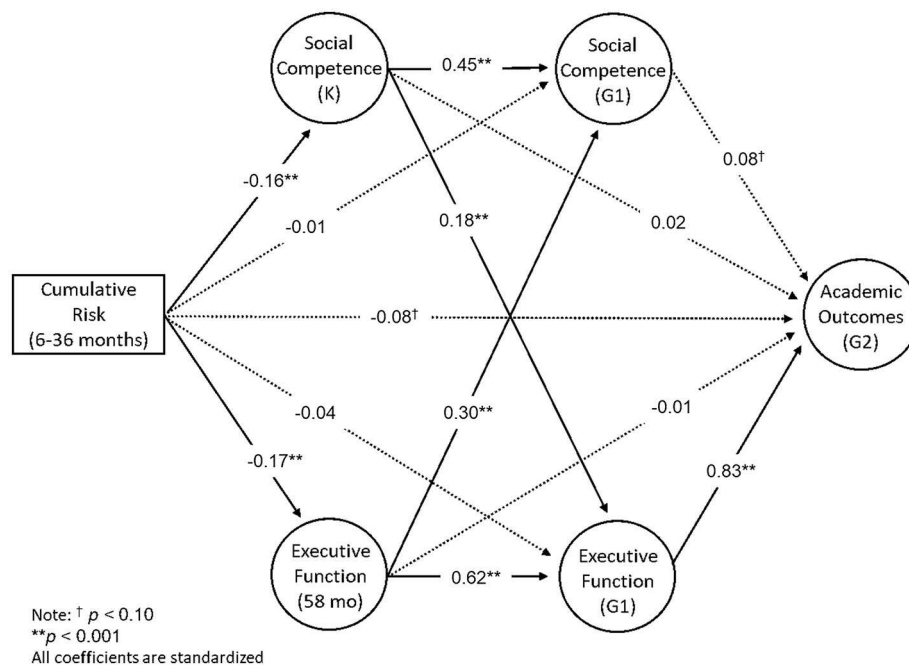 Social
Competence
(K)
0.45**
Social
Competence
(G1)
-0.16**
-0.01
0.18**
0.02
0.08†
Cumulative
Risk
(6-36 months)
-0.08†
Academic
Outcomes
(G2)
-0.17**
-0.04
0.30**
-0.01
0.83**
Executive
Function
(58 mo)
0.62**
Executive
Function
(G1)
Note: † p < 0.10
**p < 0.001
All coefficients are standardized